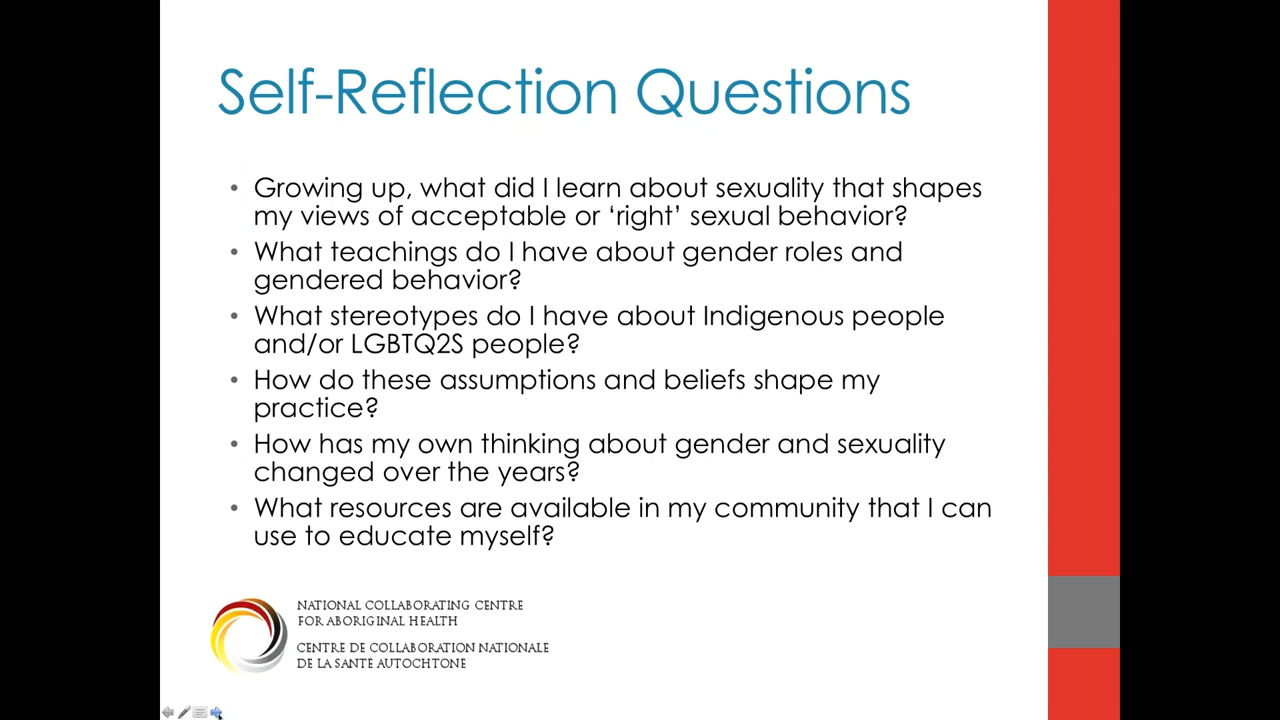 Self-Reflection Questions
• Growing up, what did I learn about sexuality that shapes
my views of acceptable or ‘right’ sexual behavior?
• What teachings do I have about gender roles and
gendered behavior?
• What stereotypes do I have about Indigenous people
and/or LGBTQ2S people?
• How do these assumptions and beliefs shape my
practice?
• How has my own thinking about gender and sexuality
changed over the years?
• What resources are available in my community that I can
use to educate myself?
NATIONAL COLLABORATING CENTRE
FOR ABORIGINAL HEALTH
CENTRE DE COLLABORATION NATIONALE
DE LA SANTÉ AUTOCHTONE